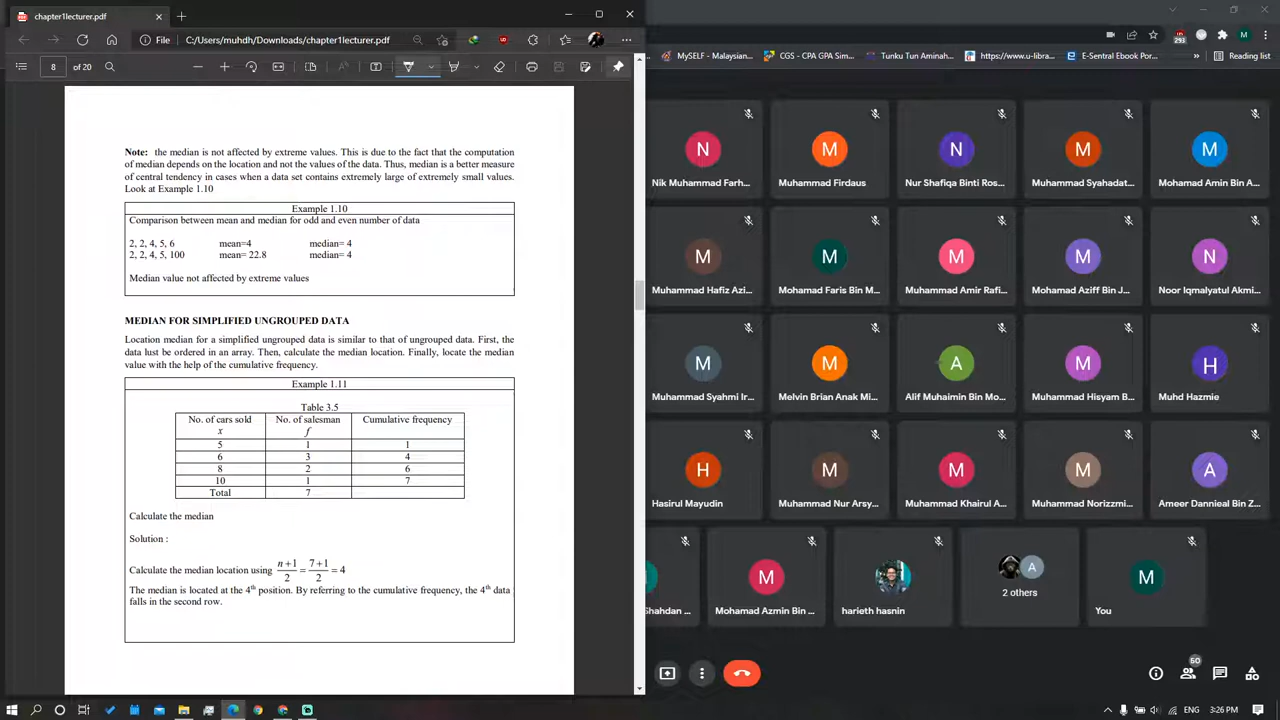 chapter1lecturer.pdf
File
C:/Users/muhdh/Downloads/chapter1lecturer.pdf
8 of 20
Note: the median is not affected by extreme values. This is due to the fact that the computation
of median depends on the location and not the values of the data. Thus, median is a better measure
of central tendency in cases when a data set contains extremely large of extremely small values.
Look at Example 1.10
Example 1.10
Comparison between mean and median for odd and even number of data
2, 2, 4, 5, 6 mean=4 median= 4
2, 2, 4, 5, 100 mean= 22.8 median= 4
Median value not affected by extreme values
MEDIAN FOR SIMPLIFIED UNGROUPED DATA
Location median for a simplified ungrouped data is similar to that of ungrouped data. First, the
data lust be ordered in an array. Then, calculate the median location. Finally, locate the median
value with the help of the cumulative frequency.
Example 1.11
Table 3.5
No. of cars sold No. of salesman Cumulative frequency
x f
5 1 1
6 3 4
8 2 6
10 1 7
Total 7
Calculate the median
Solution :
Calculate the median location using n+1/2 = 7+1/2 = 4
The median is located at the 4th position. By referring to the cumulative frequency, the 4th data
falls in the second row.
293
M
MySELF - Malaysian...
CGS - CPA GPA Sim...
Tunku Tun Aminah...
https://www.u-libra...
E-Sentral Ebook Por...
Reading list
N M N M M
Nik Muhammad Farh... Muhammad Firdaus Nur Shafiqa Binti Ros... Muhammad Syahadat... Mohamad Amin Bin A...
M M M M N
Muhammad Hafiz Azi... Mohamad Faris Bin M... Muhammad Amir Rafi... Mohamad Aziff Bin J... Noor Iqmalyatul Akmi...
M M A M H
Muhammad Syahmi Ir... Melvin Brian Anak Mi... Alif Muhaimin Bin Mo... Muhammad Hisyam B... Muhd Hazmie
H M M M A
Hasirul Mayudin Muhammad Nur Arsy... Muhammad Khairul A... Muhammad Norizzmi... Ameer Dannieal Bin Z...
M A M
Shahdan ... Mohamad Azmin Bin ... harieth hasnin 2 others You
50
ENG 3:26 PM